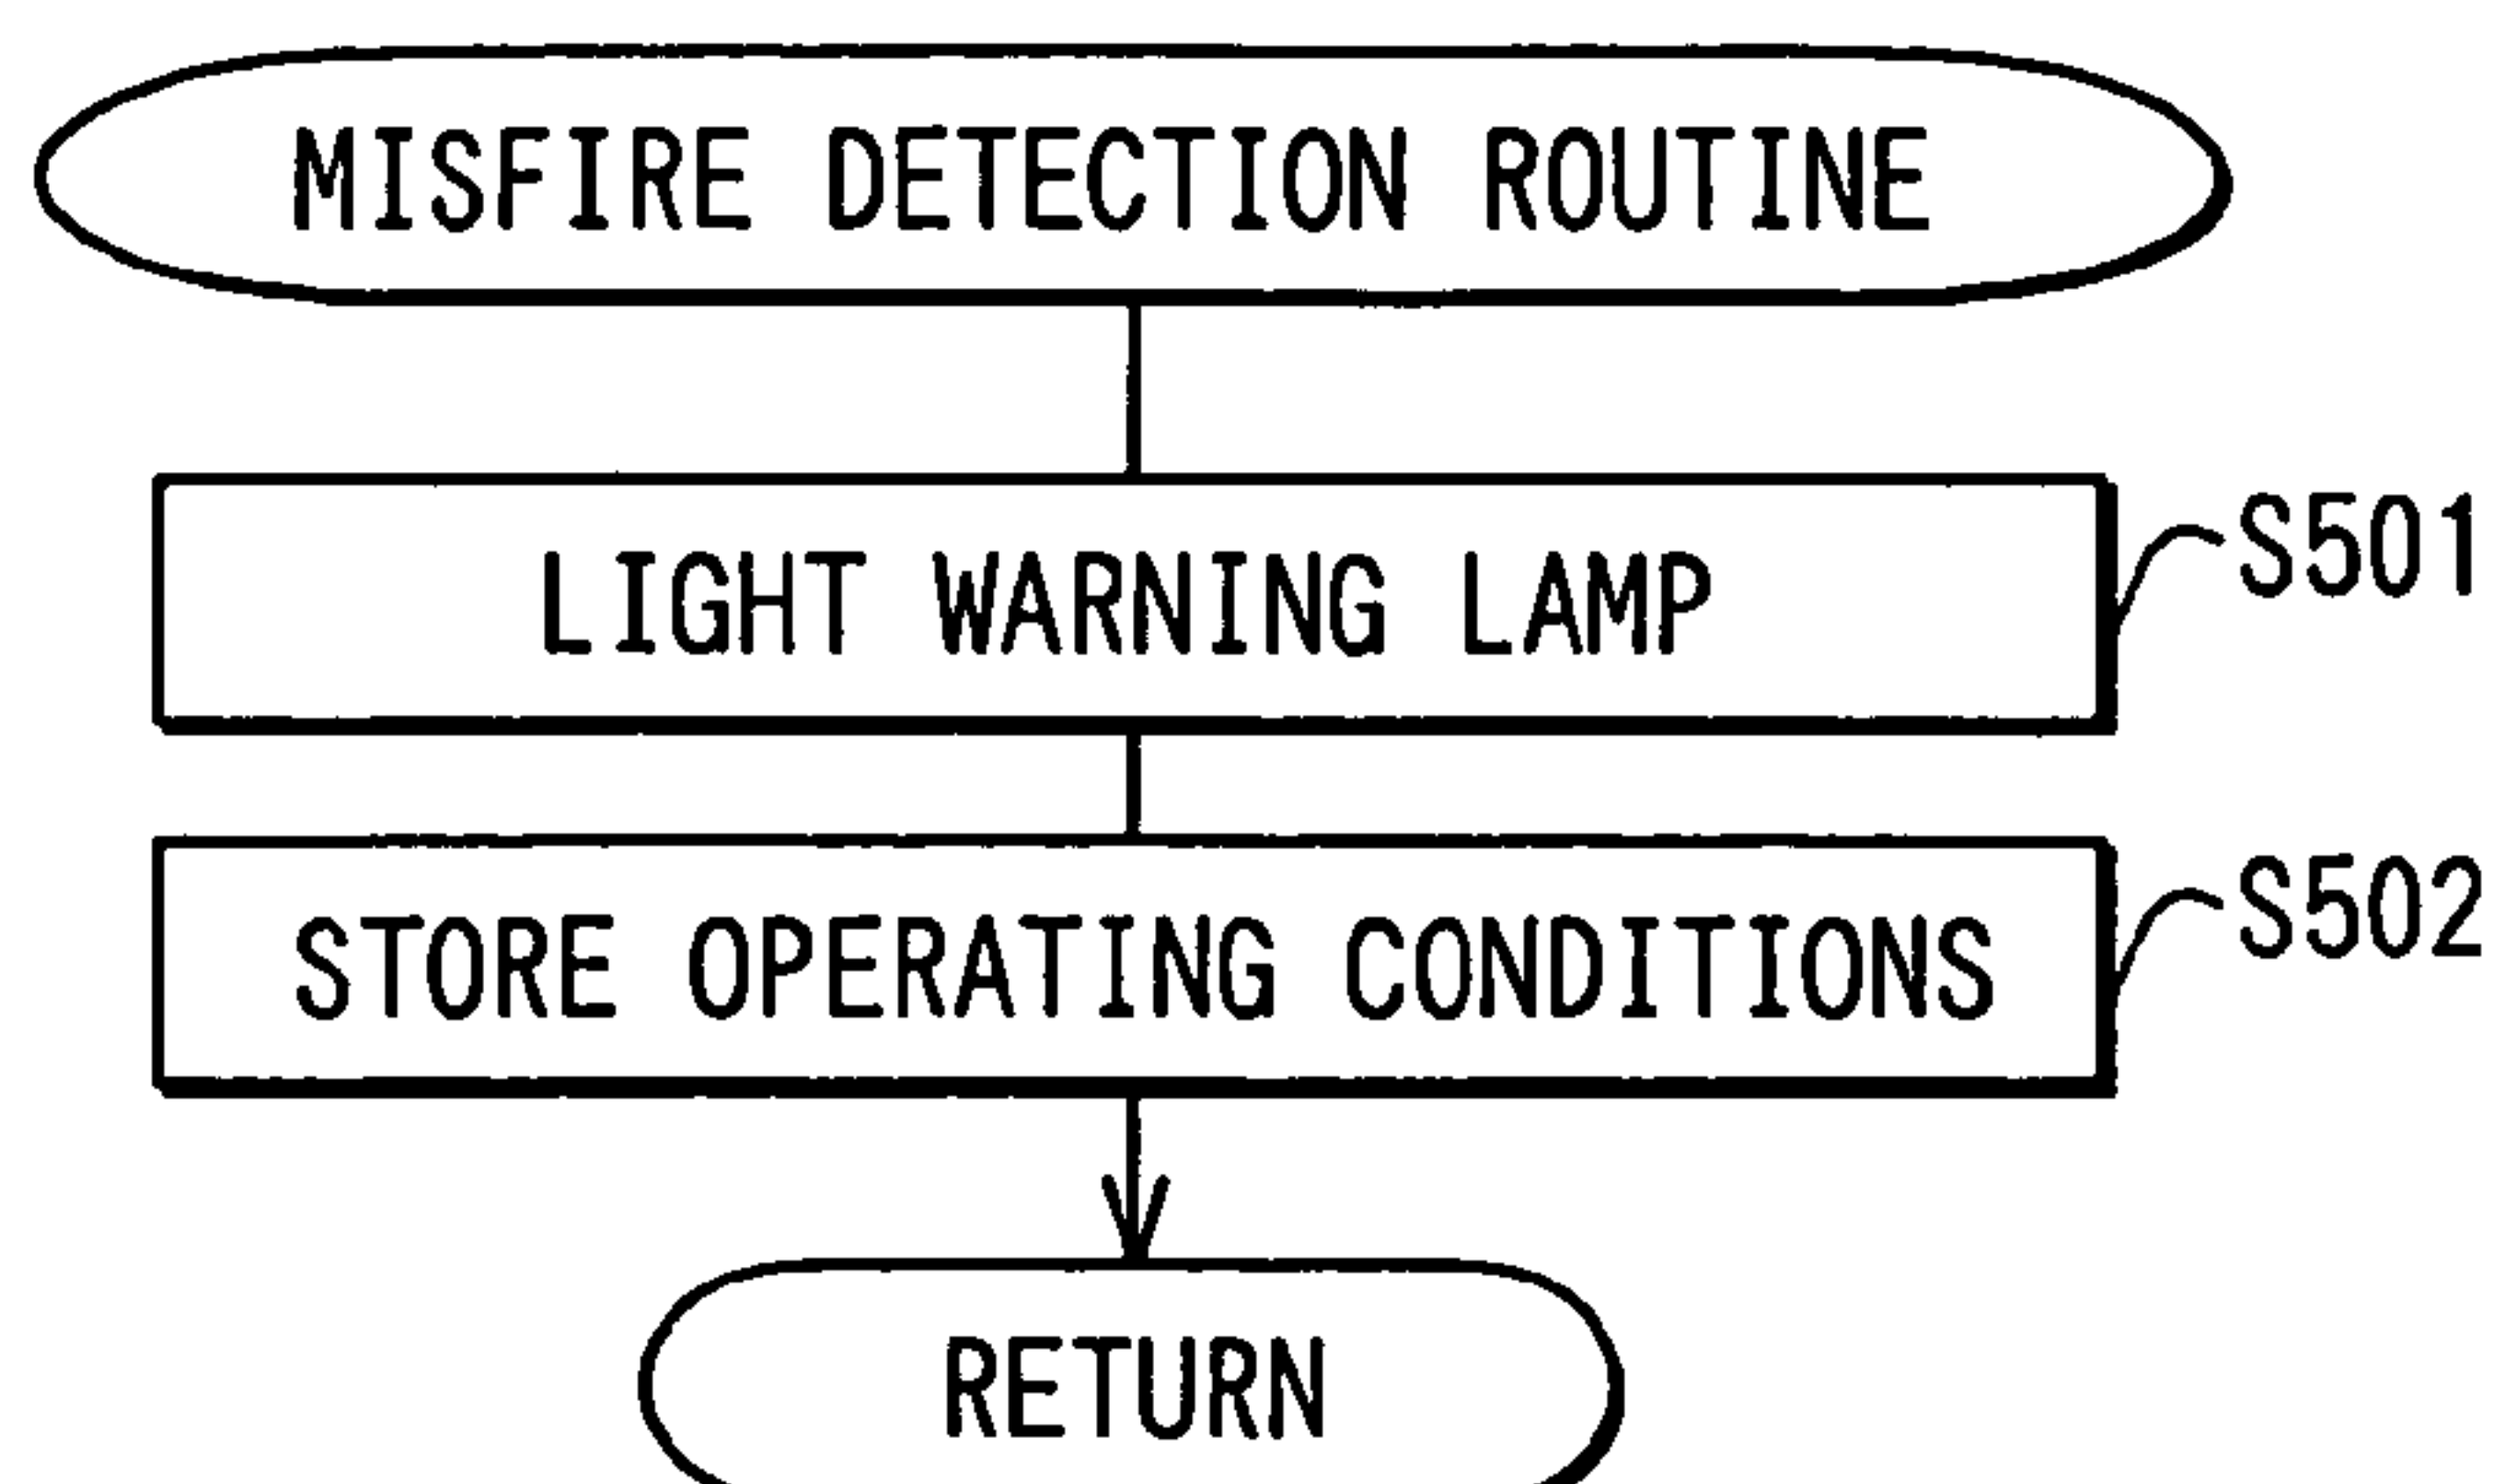 MISFIRE DETECTION ROUTINE
LIGHT WARNING LAMP
S501
STORE OPERATING CONDITIONS
S502
RETURN